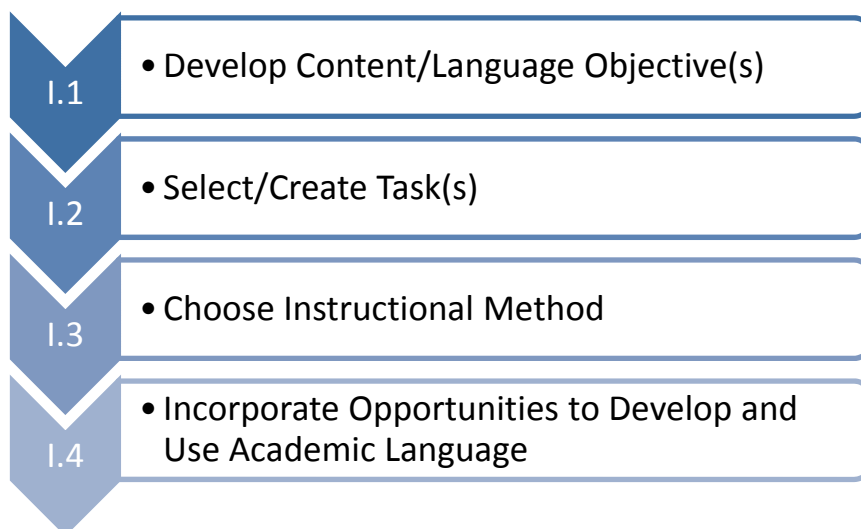 I.1
• Develop Content/Language Objective(s)
I.2
• Select/Create Task(s)
I.3
• Choose Instructional Method
I.4
• Incorporate Opportunities to Develop and
Use Academic Language